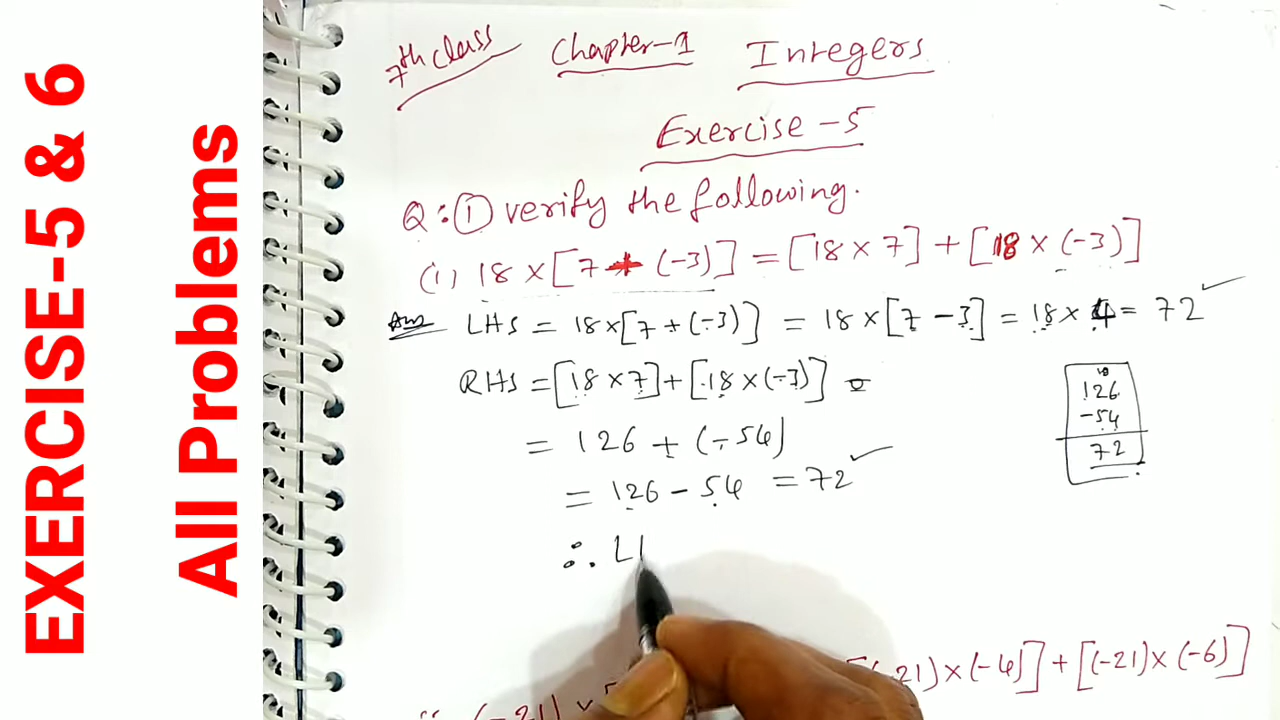 EXERCISE-5 & 6
All Problems
7th class Chapter-1 Integers
Exercise-5
Q:① verify the following.
(i) 18 × [7 + (-3)] = [18 × 7] + [18 × (-3)]
Ans LHS = 18×[7 + (-3)] = 18×[7 - 3] = 18 × 4 = 72 ✓
RHS = [18 × 7] + [18 × (-3)] =
= 126 + (-54)
= 126 - 54 = 72 ✓
126
-54
72
∴ L
(-21) × (-4)] + [(-21) × (-6)]
(-21) ×